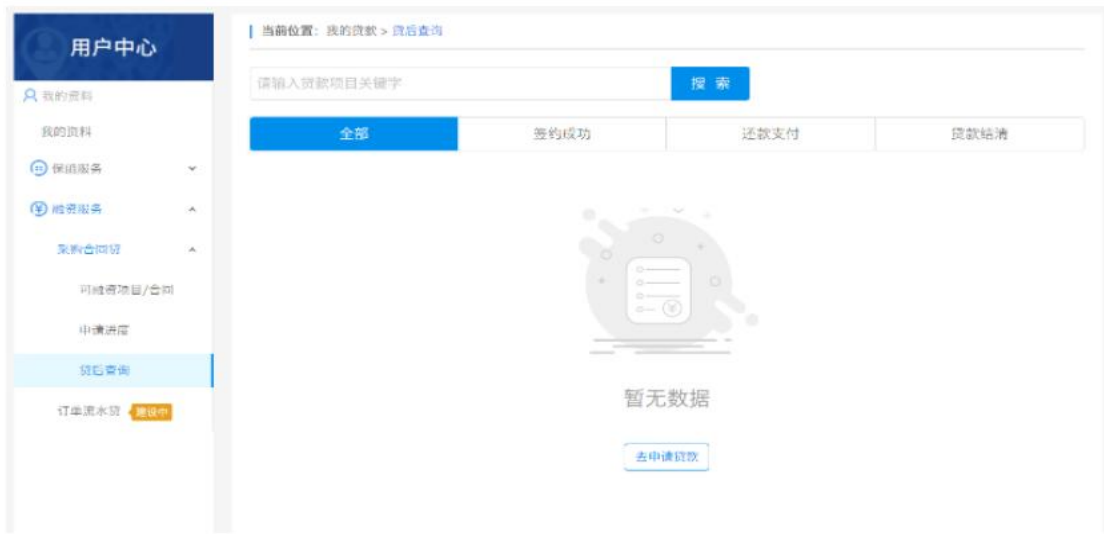 用户中心
我的资料
我的资料
保函服务
融资服务
采购合同贷
可融资项目/合同
申请进度
贷后查询
订单流水贷 建设中
当前位置：我的贷款 > 贷后查询
请输入贷款项目关键字
搜 索
全部
签约成功
还款支付
贷款结清
暂无数据
去申请贷款